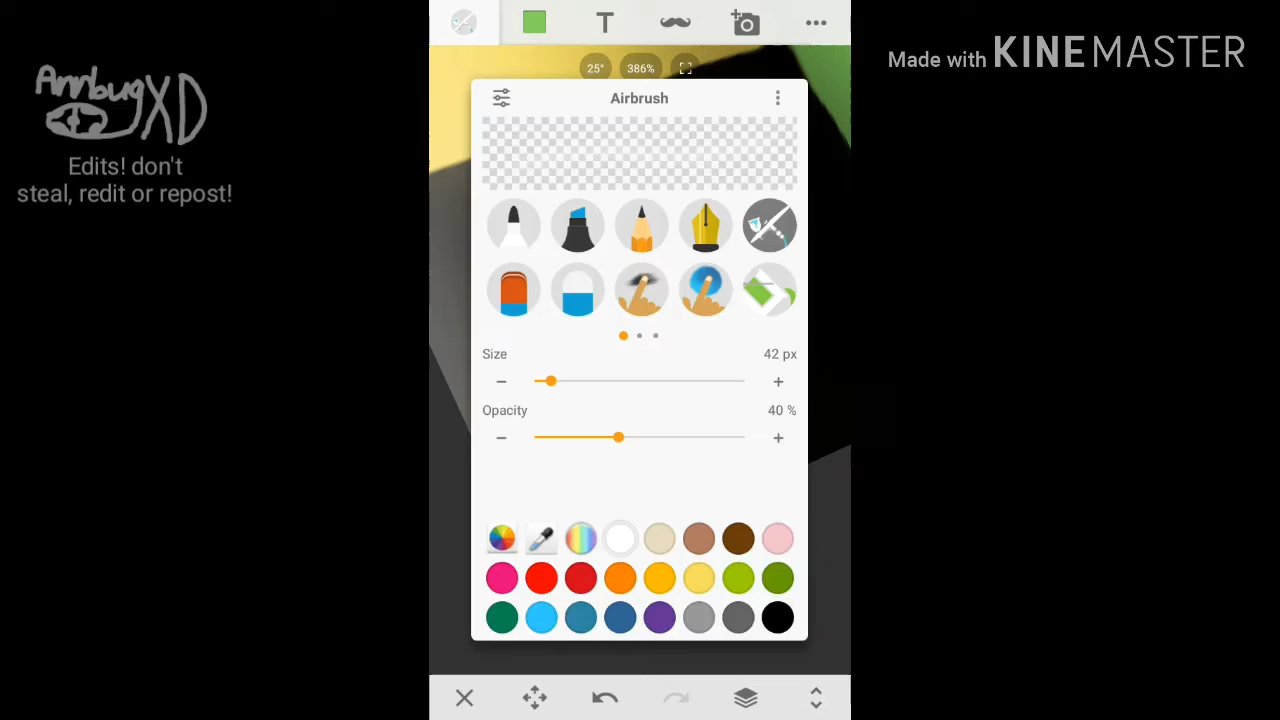 AnnbugXD
Edits! don't
steal, redit or repost!
T
25°
386%
Made with KINEMASTER
Airbrush
Size
42 px
Opacity
40 %